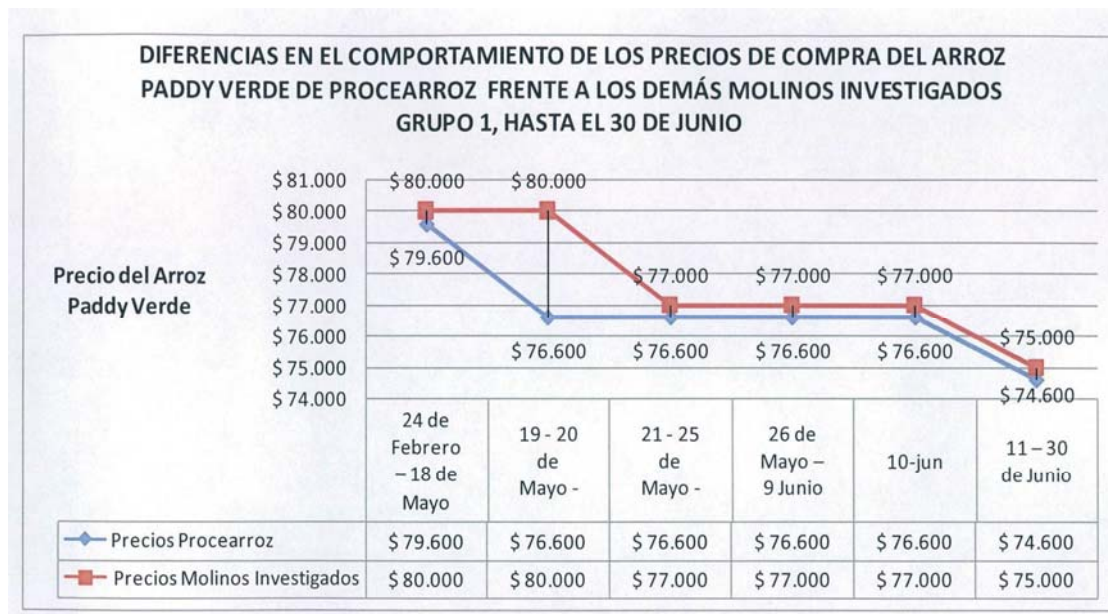 DIFERENCIAS EN EL COMPORTAMIENTO DE LOS PRECIOS DE COMPRA DEL ARROZ
PADDY VERDE DE PROCEARROZ FRENTE A LOS DEMÁS MOLINOS INVESTIGADOS
GRUPO 1, HASTA EL 30 DE JUNIO
Precio del Arroz
Paddy Verde
$ 81.000
$ 80.000
$ 79.000
$ 78.000
$ 77.000
$ 76.000
$ 75.000
$ 74.000
$ 80.000
$ 80.000
$ 79.600
$ 77.000
$ 77.000
$ 77.000
$ 76.600
$ 76.600
$ 76.600
$ 76.600
$ 75.000
$ 74.600
24 de
Febrero
– 18 de
Mayo
19 - 20
de
Mayo -
21 - 25
de
Mayo -
26 de
Mayo –
9 Junio
10-jun
11 – 30
de Junio
Precios Procearroz $ 79.600 $ 76.600 $ 76.600 $ 76.600 $ 76.600 $ 74.600
Precios Molinos Investigados $ 80.000 $ 80.000 $ 77.000 $ 77.000 $ 77.000 $ 75.000